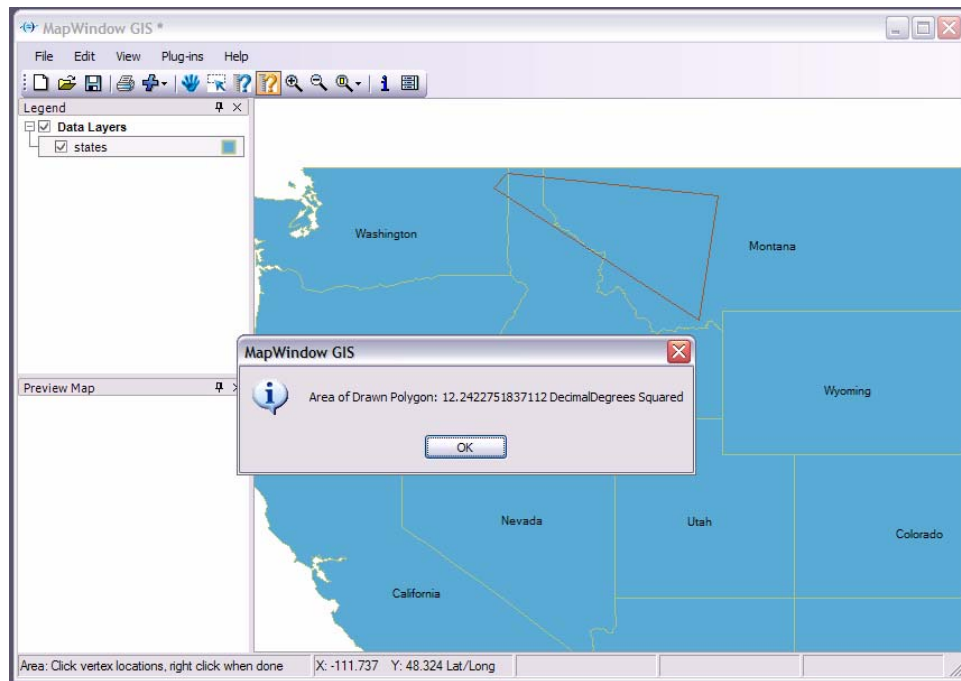 MapWindow GIS *
File Edit View Plug-ins Help
Legend
Data Layers
states
Washington
Montana
MapWindow GIS
Area of Drawn Polygon: 12.2422751837112 DecimalDegrees Squared
OK
Preview Map
Wyoming
Nevada
Utah
Colorado
California
Area: Click vertex locations, right click when done
X: -111.737 Y: 48.324 Lat/Long